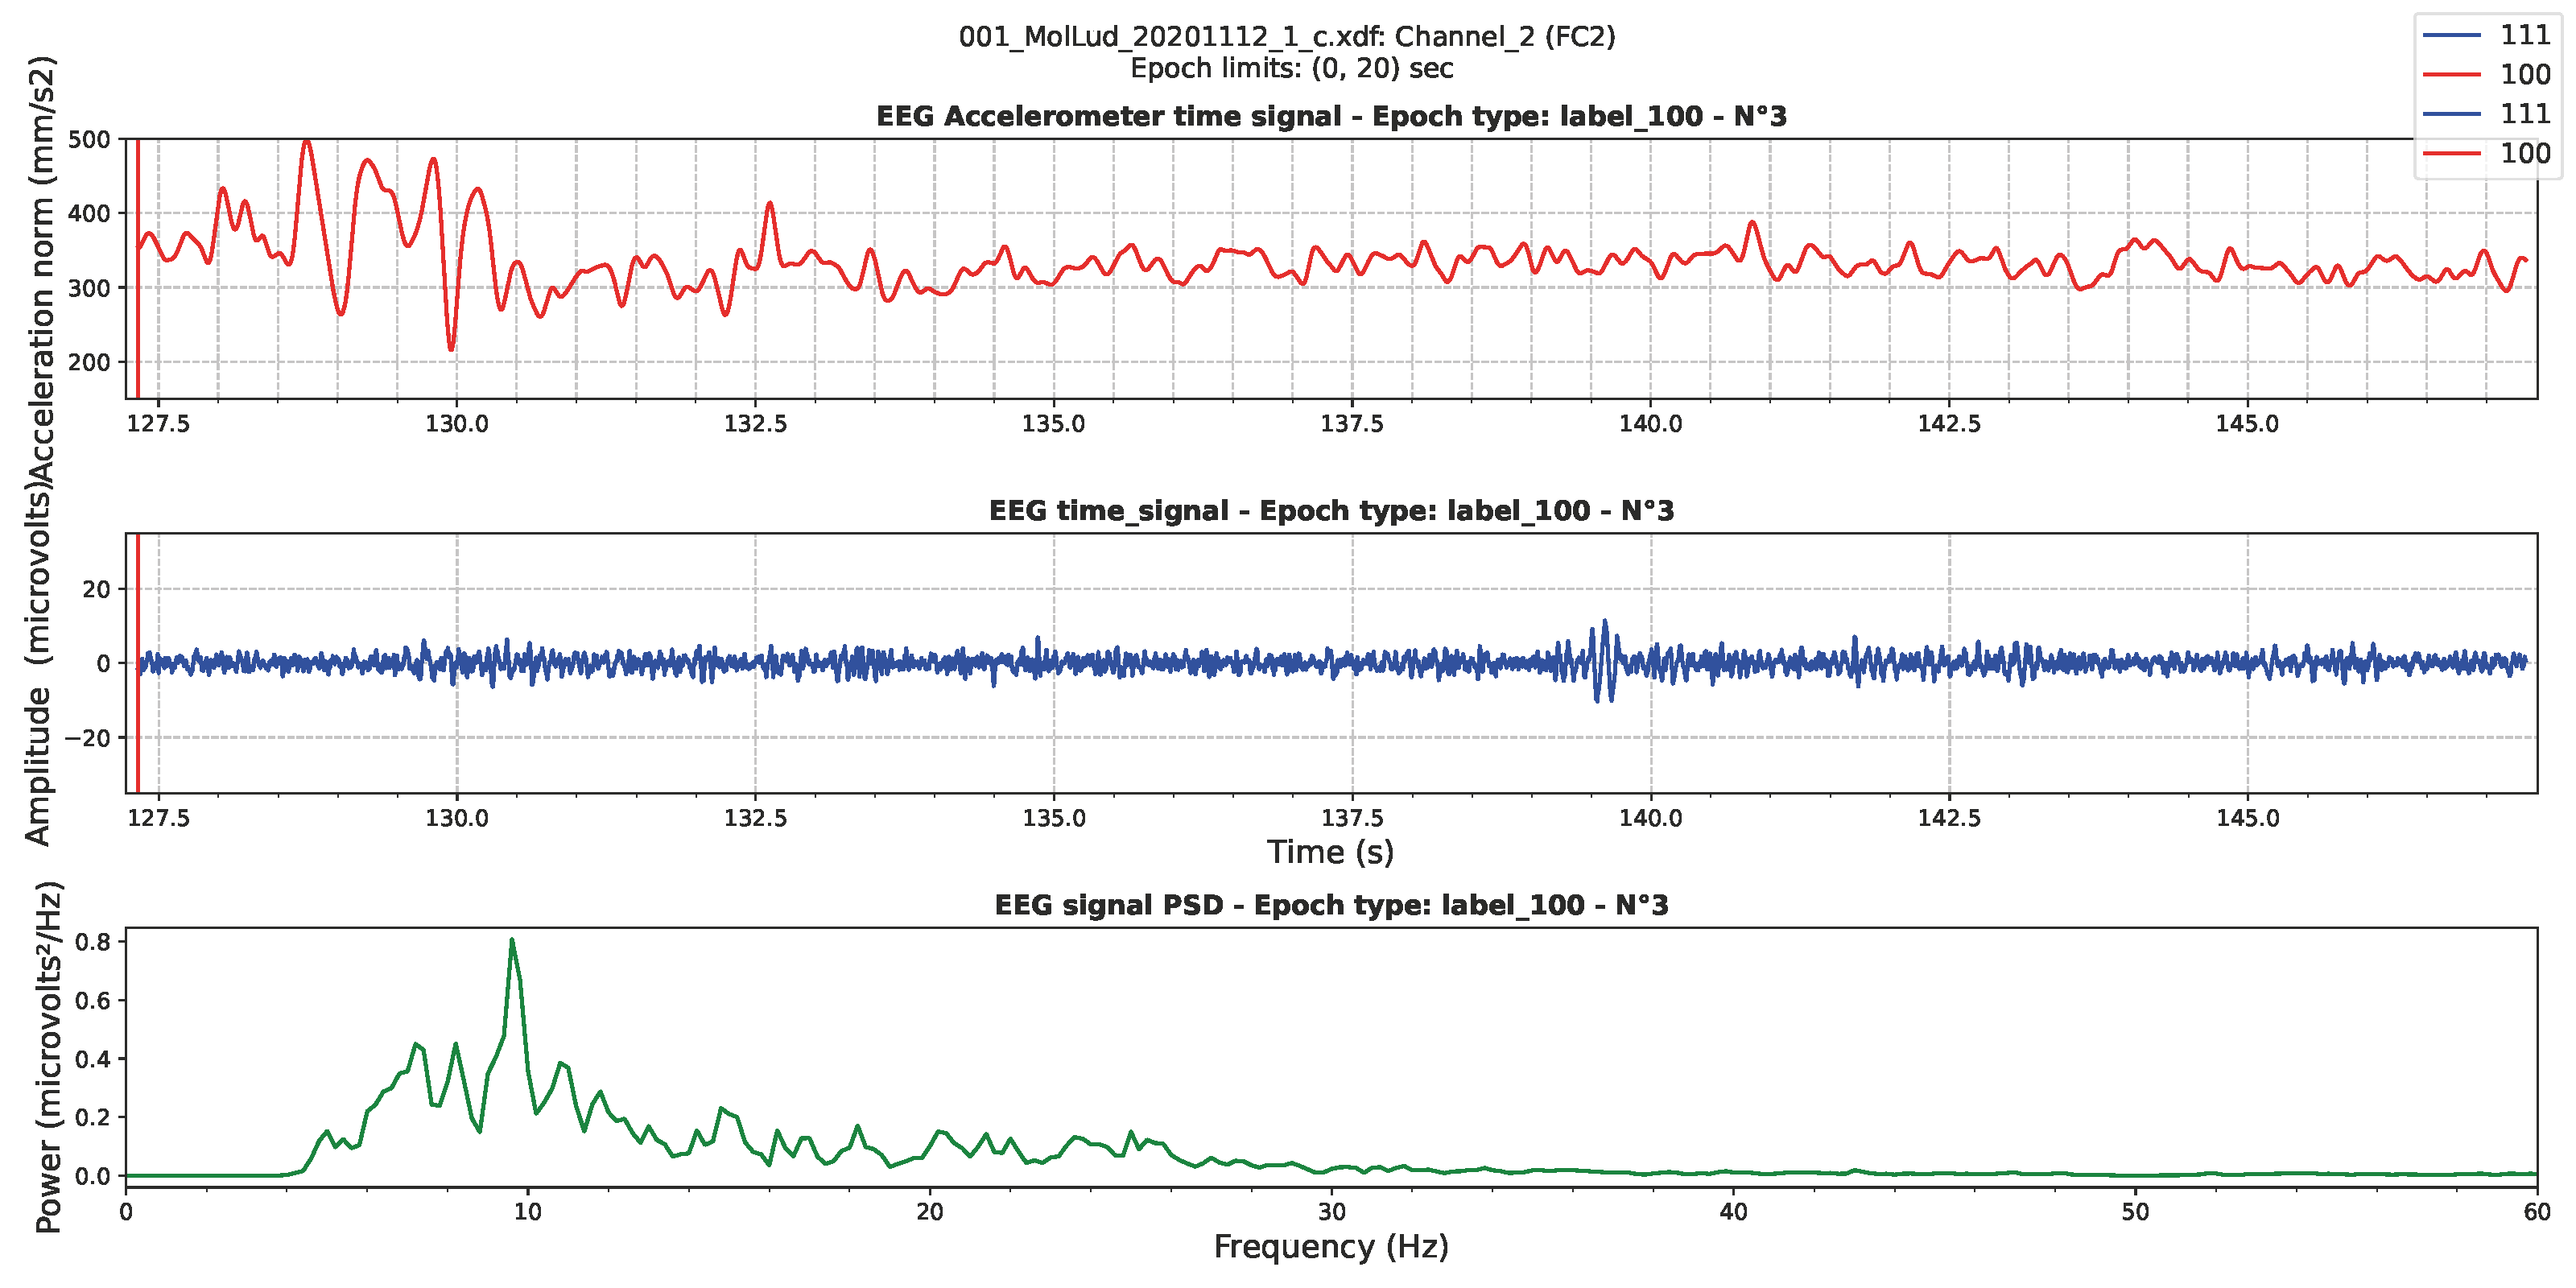 001_MolLud_20201112_1_c.xdf: Channel_2 (FC2)
Epoch limits: (0, 20) sec
111
100
111
100
EEG Accelerometer time signal - Epoch type: label_100 - N°3
Acceleration norm (mm/s2)
500
400
300
200
127.5 130.0 132.5 135.0 137.5 140.0 142.5 145.0
EEG time_signal - Epoch type: label_100 - N°3
Amplitude (microvolts)
20
0
−20
127.5 130.0 132.5 135.0 137.5 140.0 142.5 145.0
Time (s)
EEG signal PSD - Epoch type: label_100 - N°3
Power (microvolts²/Hz)
0.8
0.6
0.4
0.2
0.0
0 10 20 30 40 50 60
Frequency (Hz)